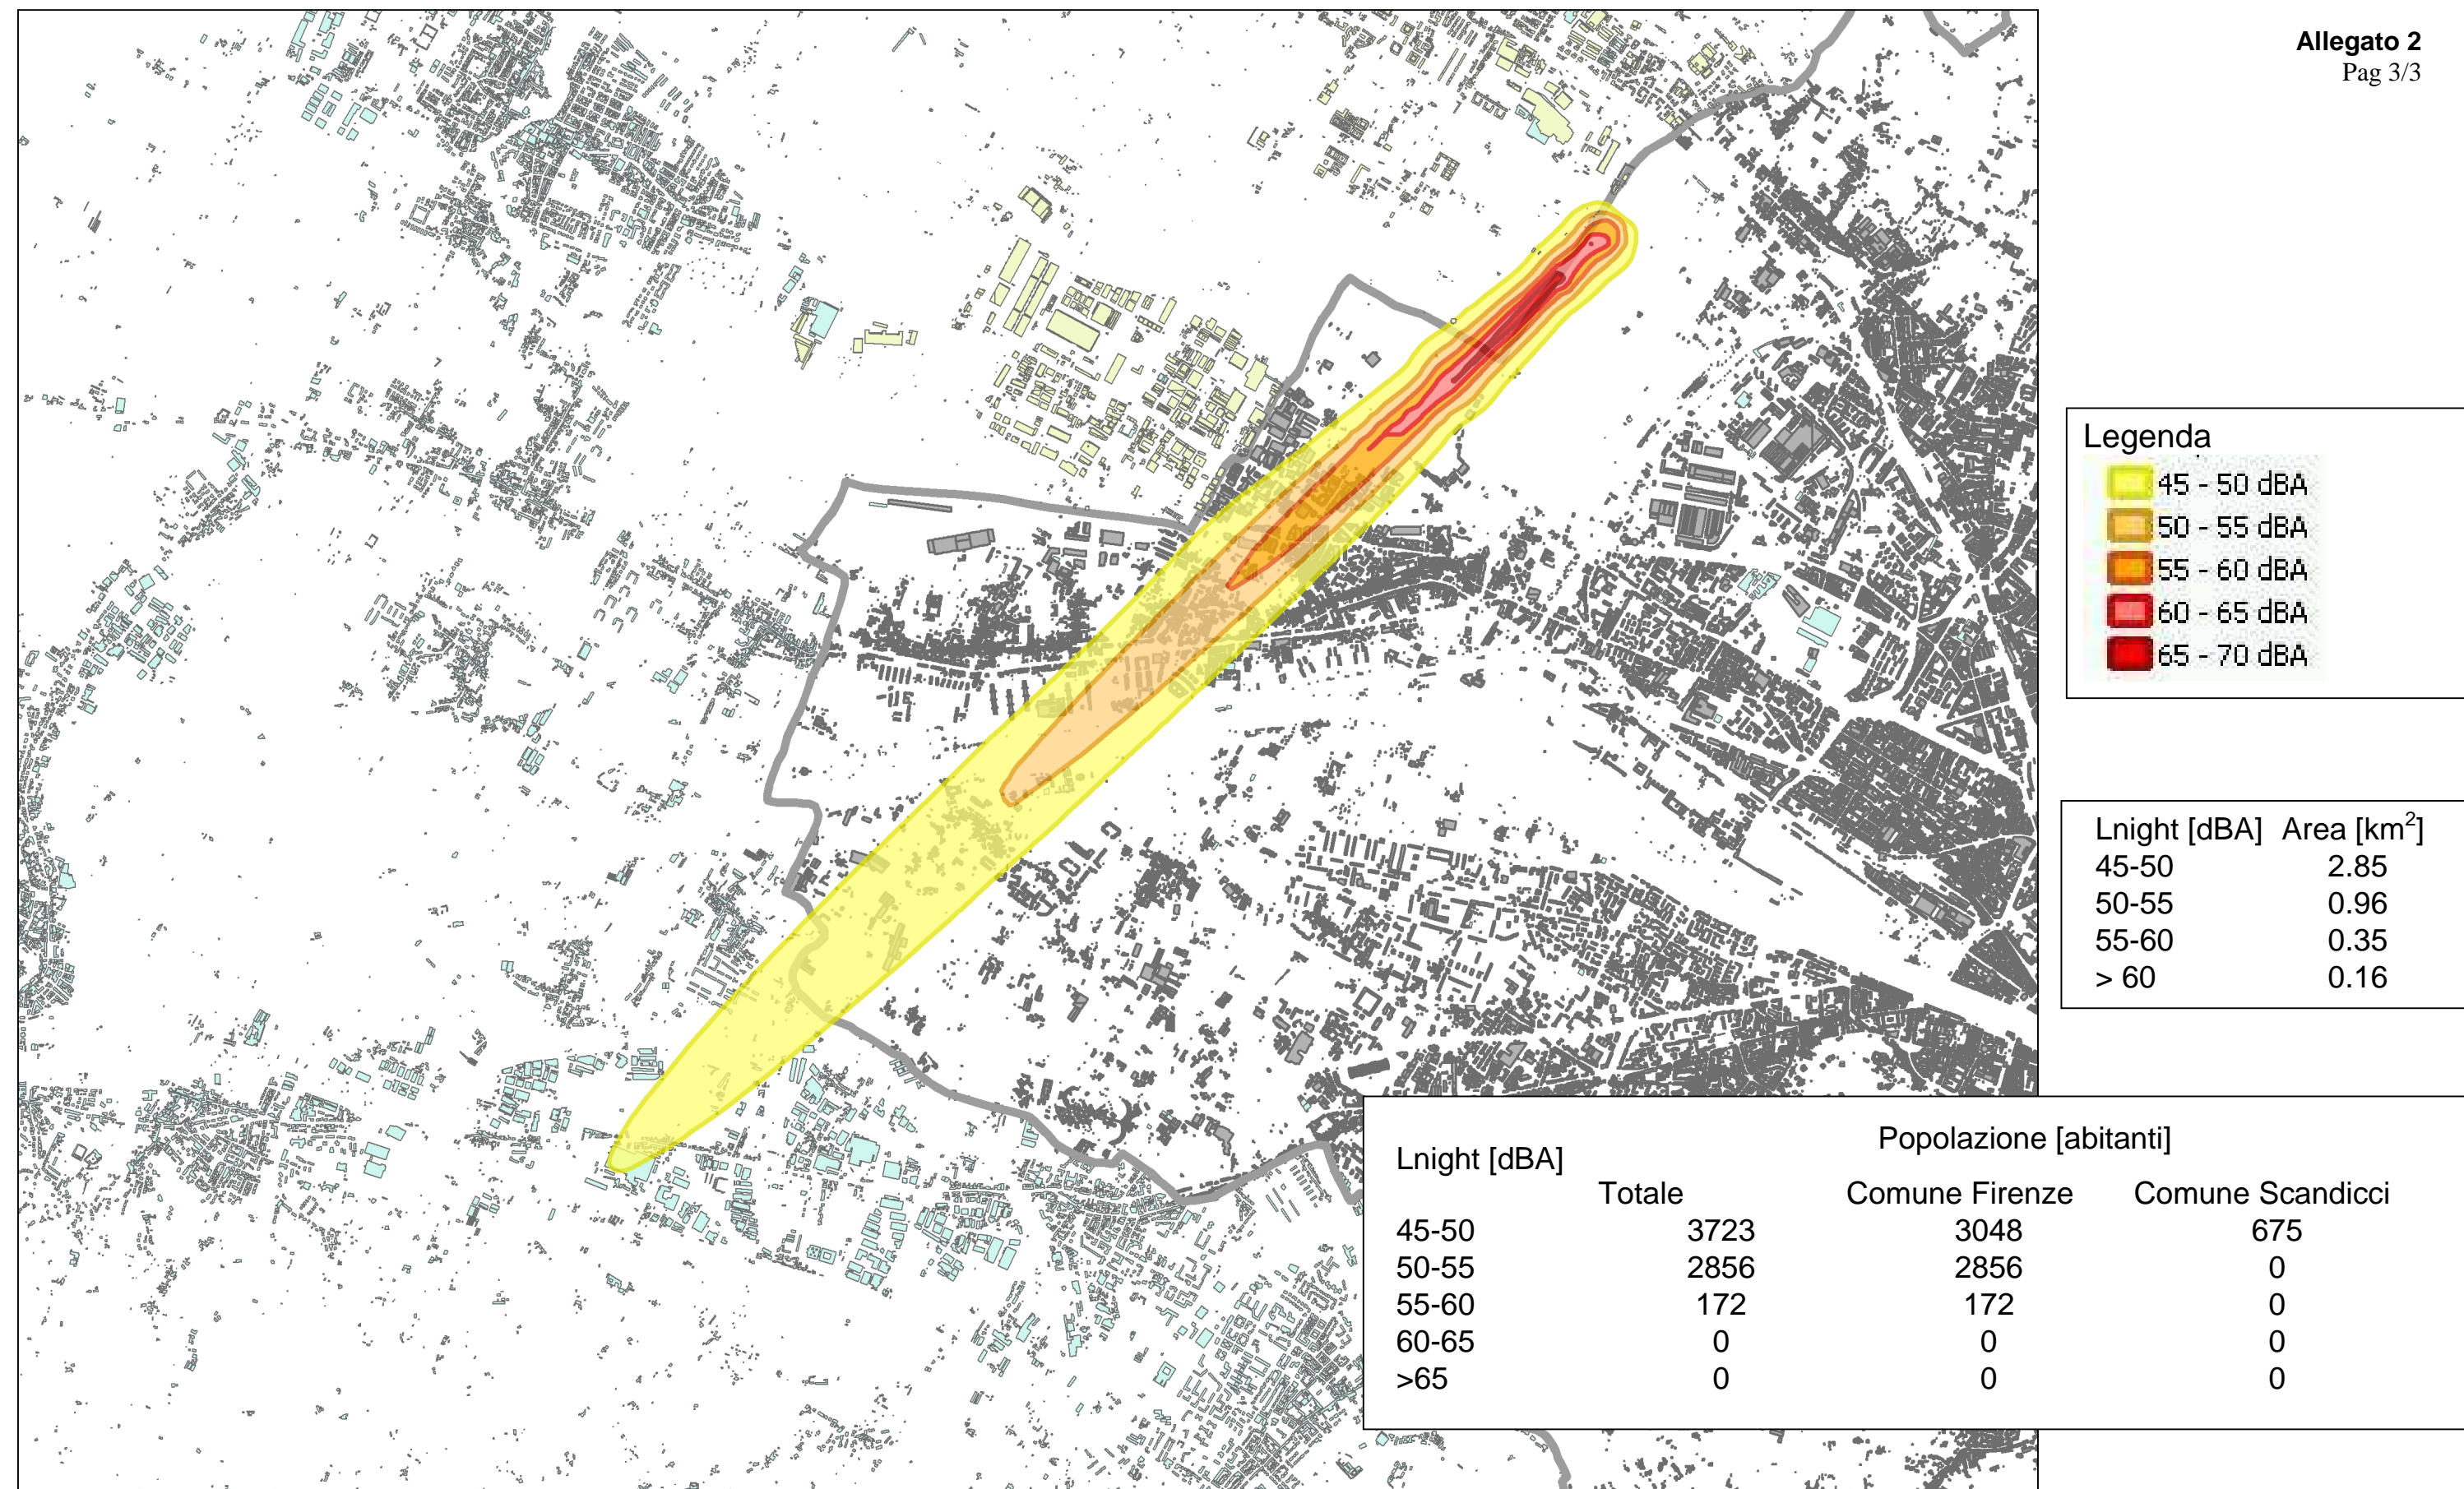 Allegato 2
Pag 3/3
Legenda
45 - 50 dBA
50 - 55 dBA
55 - 60 dBA
60 - 65 dBA
65 - 70 dBA
Lnight [dBA] Area [km²]
45-50 2.85
50-55 0.96
55-60 0.35
> 60 0.16
Popolazione [abitanti]
Lnight [dBA]
Totale Comune Firenze Comune Scandicci
45-50 3723 3048 675
50-55 2856 2856 0
55-60 172 172 0
60-65 0 0 0
>65 0 0 0